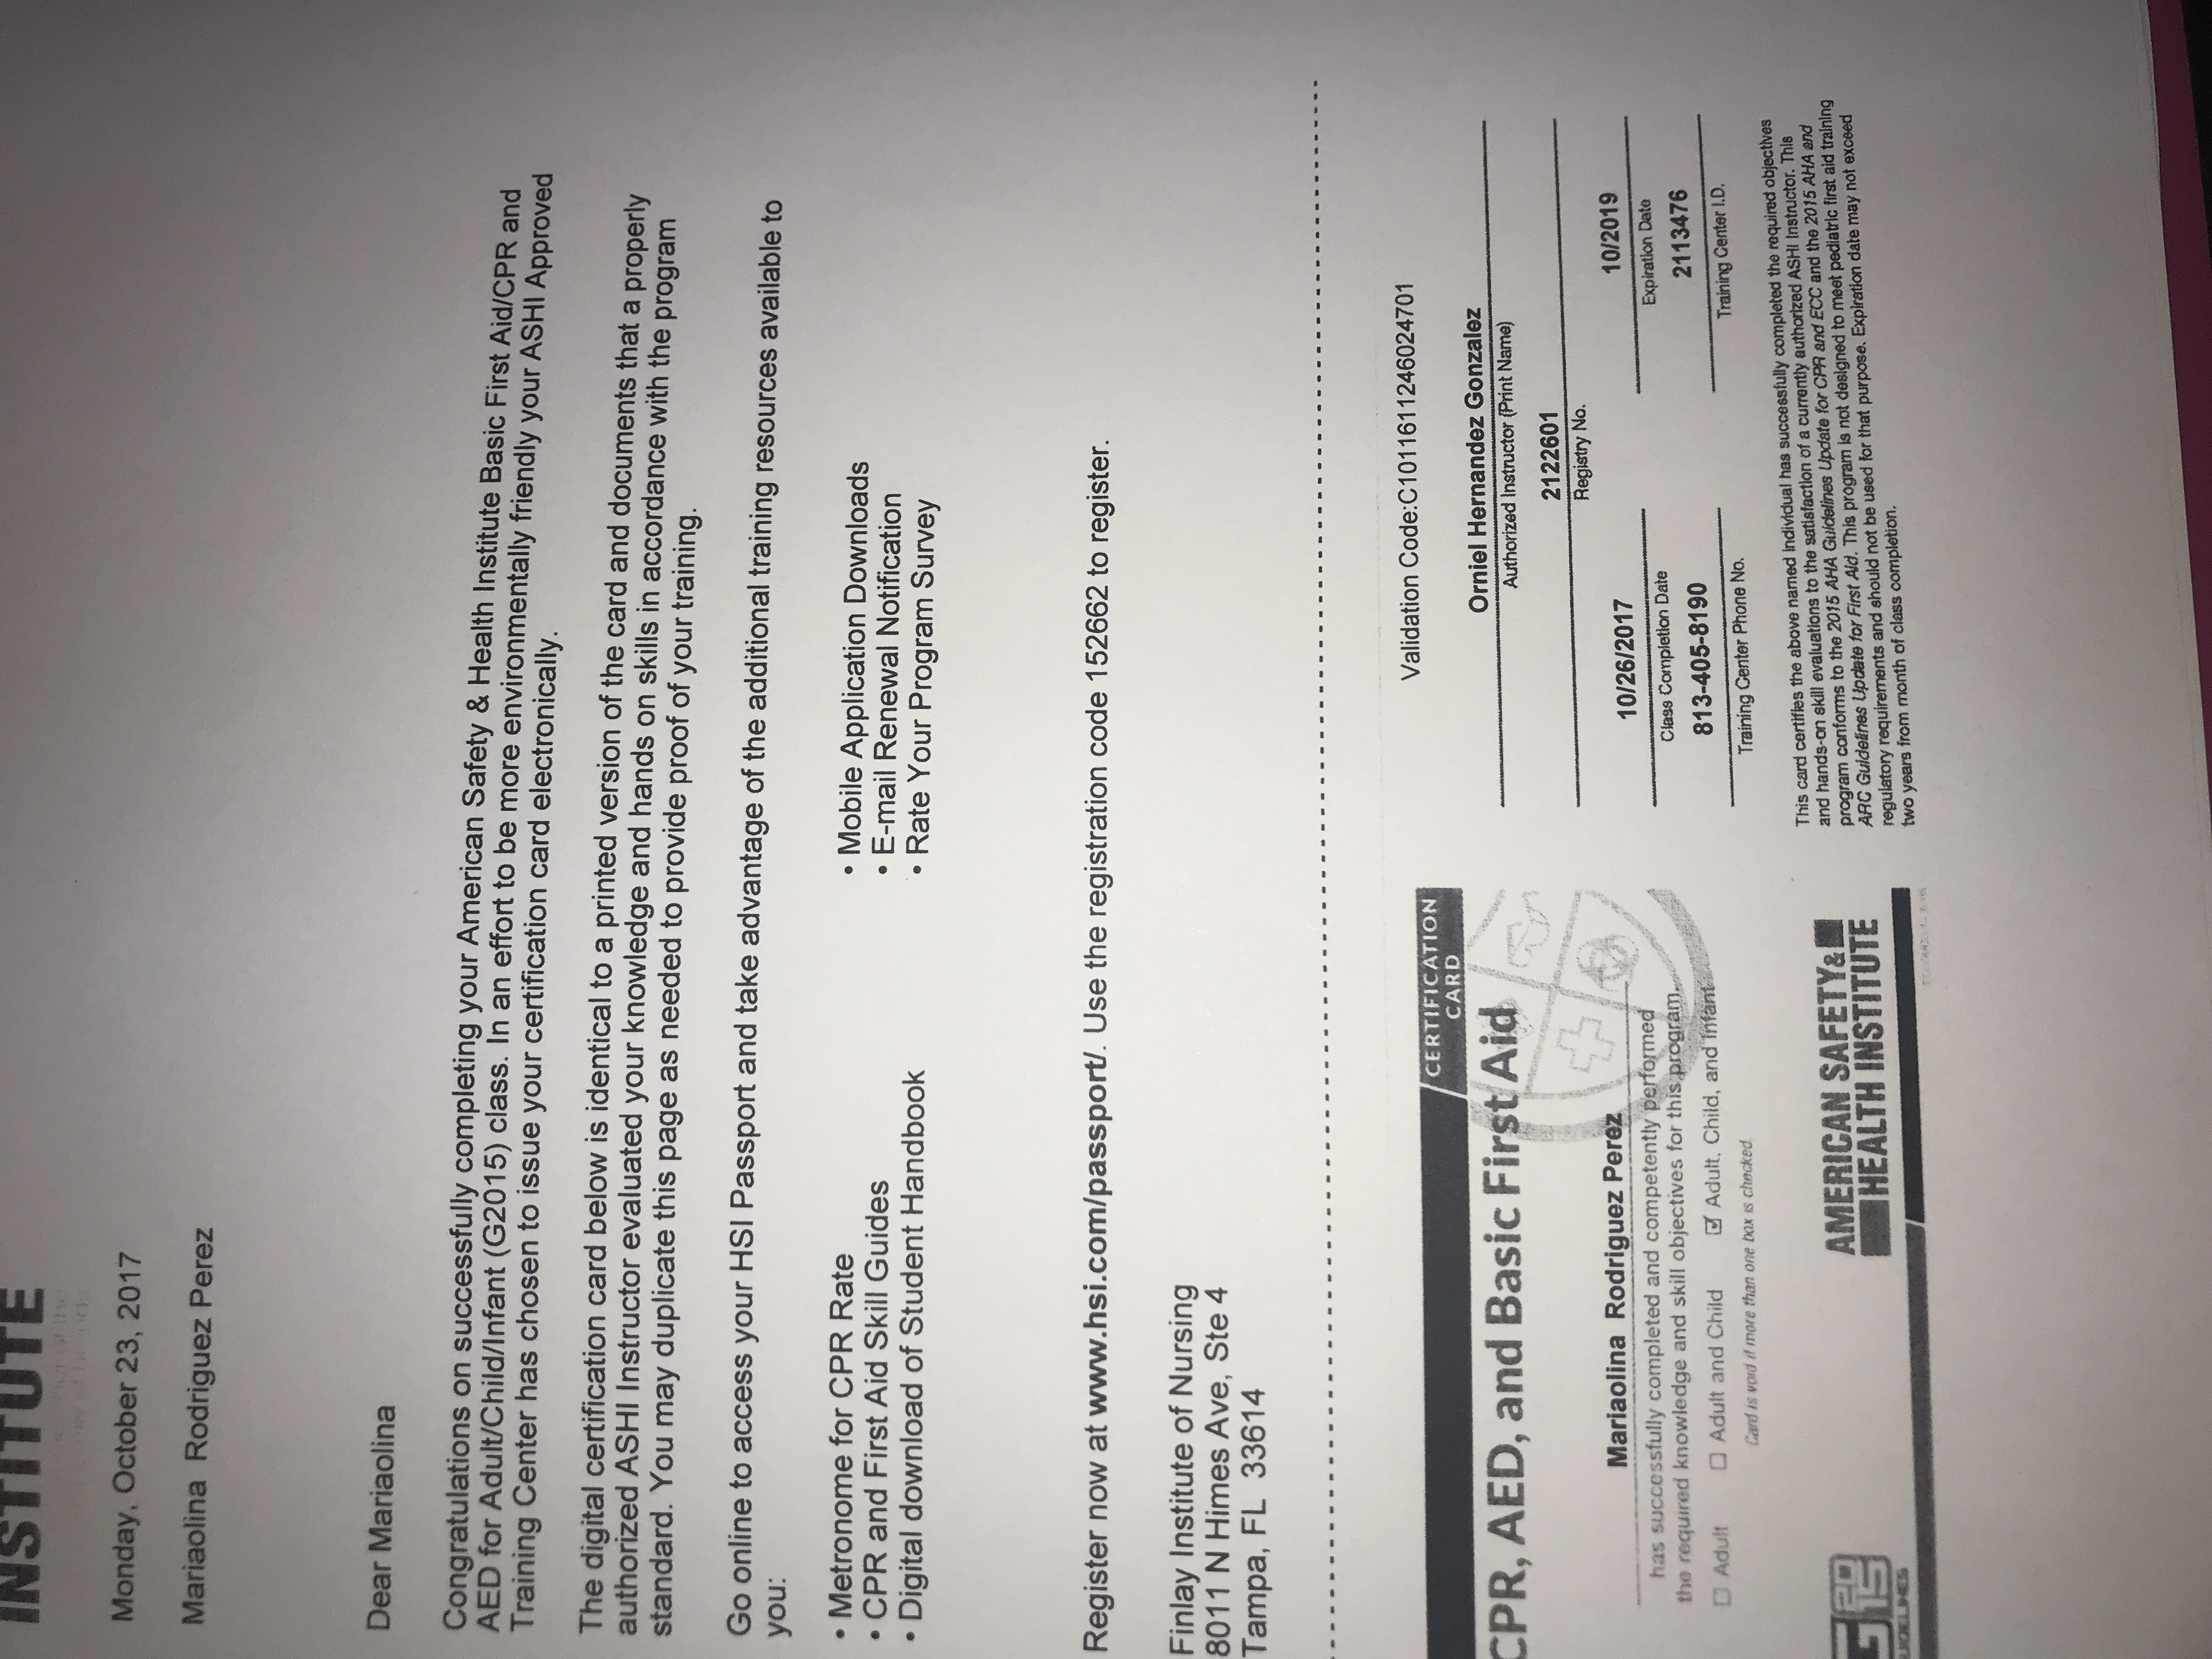 INSTITUTE
Monday, October 23, 2017
Mariaolina Rodriguez Perez
Dear Mariaolina
Congratulations on successfully completing your American Safety & Health Institute Basic First Aid/CPR and
AED for Adult/Child/Infant (G2015) class. In an effort to be more environmentally friendly your ASHI Approved
Training Center has chosen to issue your certification card electronically.
The digital certification card below is identical to a printed version of the card and documents that a properly
authorized ASHI Instructor evaluated your knowledge and hands on skills in accordance with the program
standard. You may duplicate this page as needed to provide proof of your training.
Go online to access your HSI Passport and take advantage of the additional training resources available to
you:
• Metronome for CPR Rate
• CPR and First Aid Skill Guides
• Digital download of Student Handbook
• Mobile Application Downloads
• E-mail Renewal Notification
• Rate Your Program Survey
Register now at www.hsi.com/passport/. Use the registration code 152662 to register.
Finlay Institute of Nursing
8011 N Himes Ave, Ste 4
Tampa, FL 33614
CERTIFICATION
CARD
CPR, AED, and Basic First Aid
Mariaolina Rodriguez Perez
has successfully completed and competently performed
the required knowledge and skill objectives for this program.
Adult
Adult and Child
Adult, Child, and Infant
Card is void if more than one box is checked.
G 2015
GUIDELINES
AMERICAN SAFETY&
HEALTH INSTITUTE
Validation Code:C1011611246024701
Orniel Hernandez Gonzalez
Authorized Instructor (Print Name)
2122601
Registry No.
10/26/2017
Class Completion Date
10/2019
Expiration Date
813-405-8190
Training Center Phone No.
2113476
Training Center I.D.
This card certifies the above named individual has successfully completed the required objectives
and hands-on skill evaluations to the satisfaction of a currently authorized ASHI Instructor. This
program conforms to the 2015 AHA Guidelines Update for CPR and ECC and the 2015 AHA and
ARC Guidelines Update for First Aid. This program is not designed to meet pediatric first aid training
regulatory requirements and should not be used for that purpose. Expiration date may not exceed
two years from month of class completion.